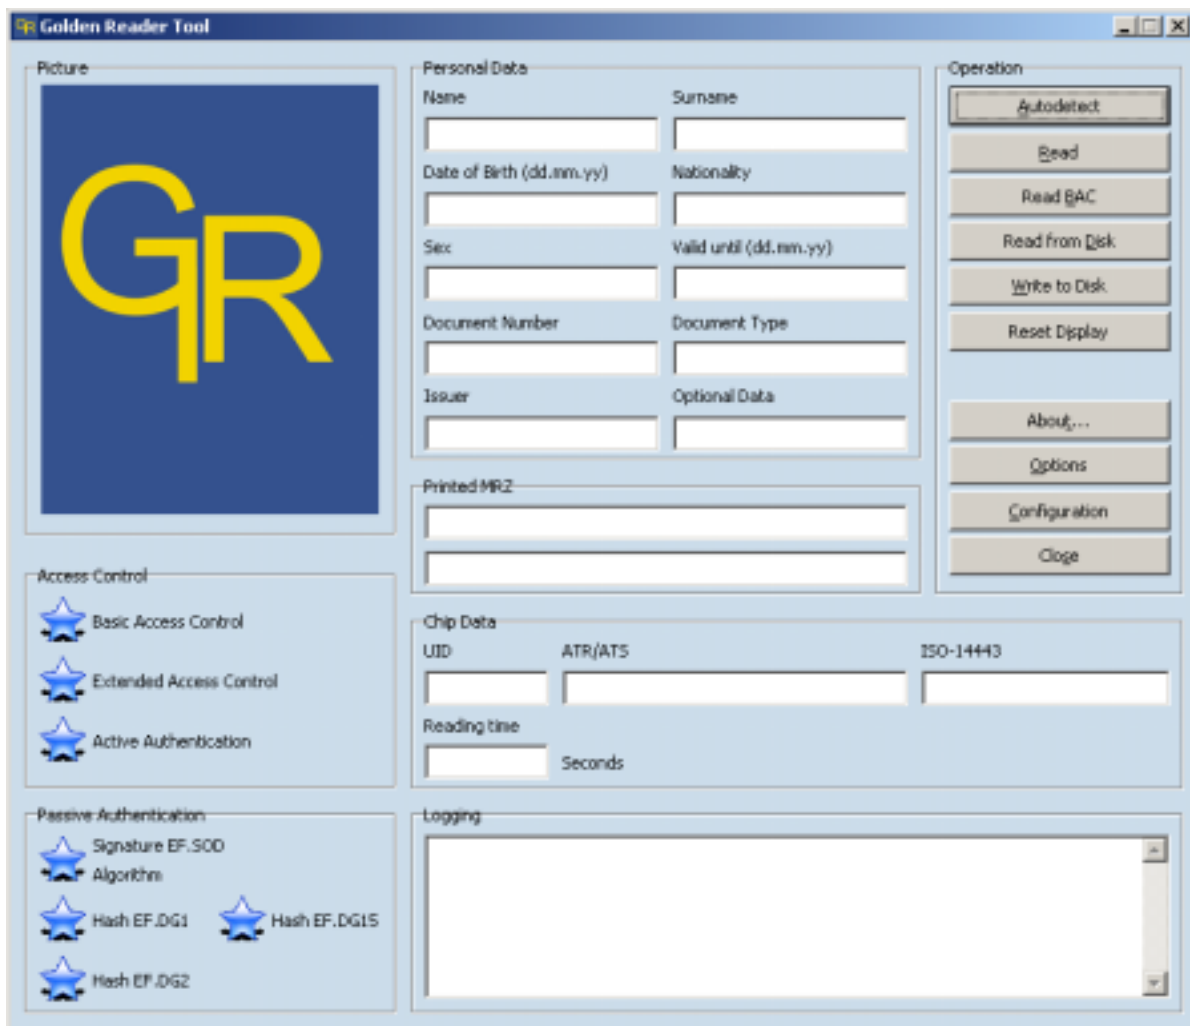 Golden Reader Tool
Picture
GR
Personal Data
Name Surname
Date of Birth (dd.mm.yy) Nationality
Sex Valid until (dd.mm.yy)
Document Number Document Type
Issuer Optional Data
Printed MRZ
Operation
Autodetect
Read
Read BAC
Read from Disk
Write to Disk
Reset Display
About...
Options
Configuration
Close
Access Control
Basic Access Control
Extended Access Control
Active Authentication
Chip Data
UID ATR/ATS ISO-14443
Reading time
Seconds
Passive Authentication
Signature EF.SOD
Algorithm
Hash EF.DG1 Hash EF.DG15
Hash EF.DG2
Logging